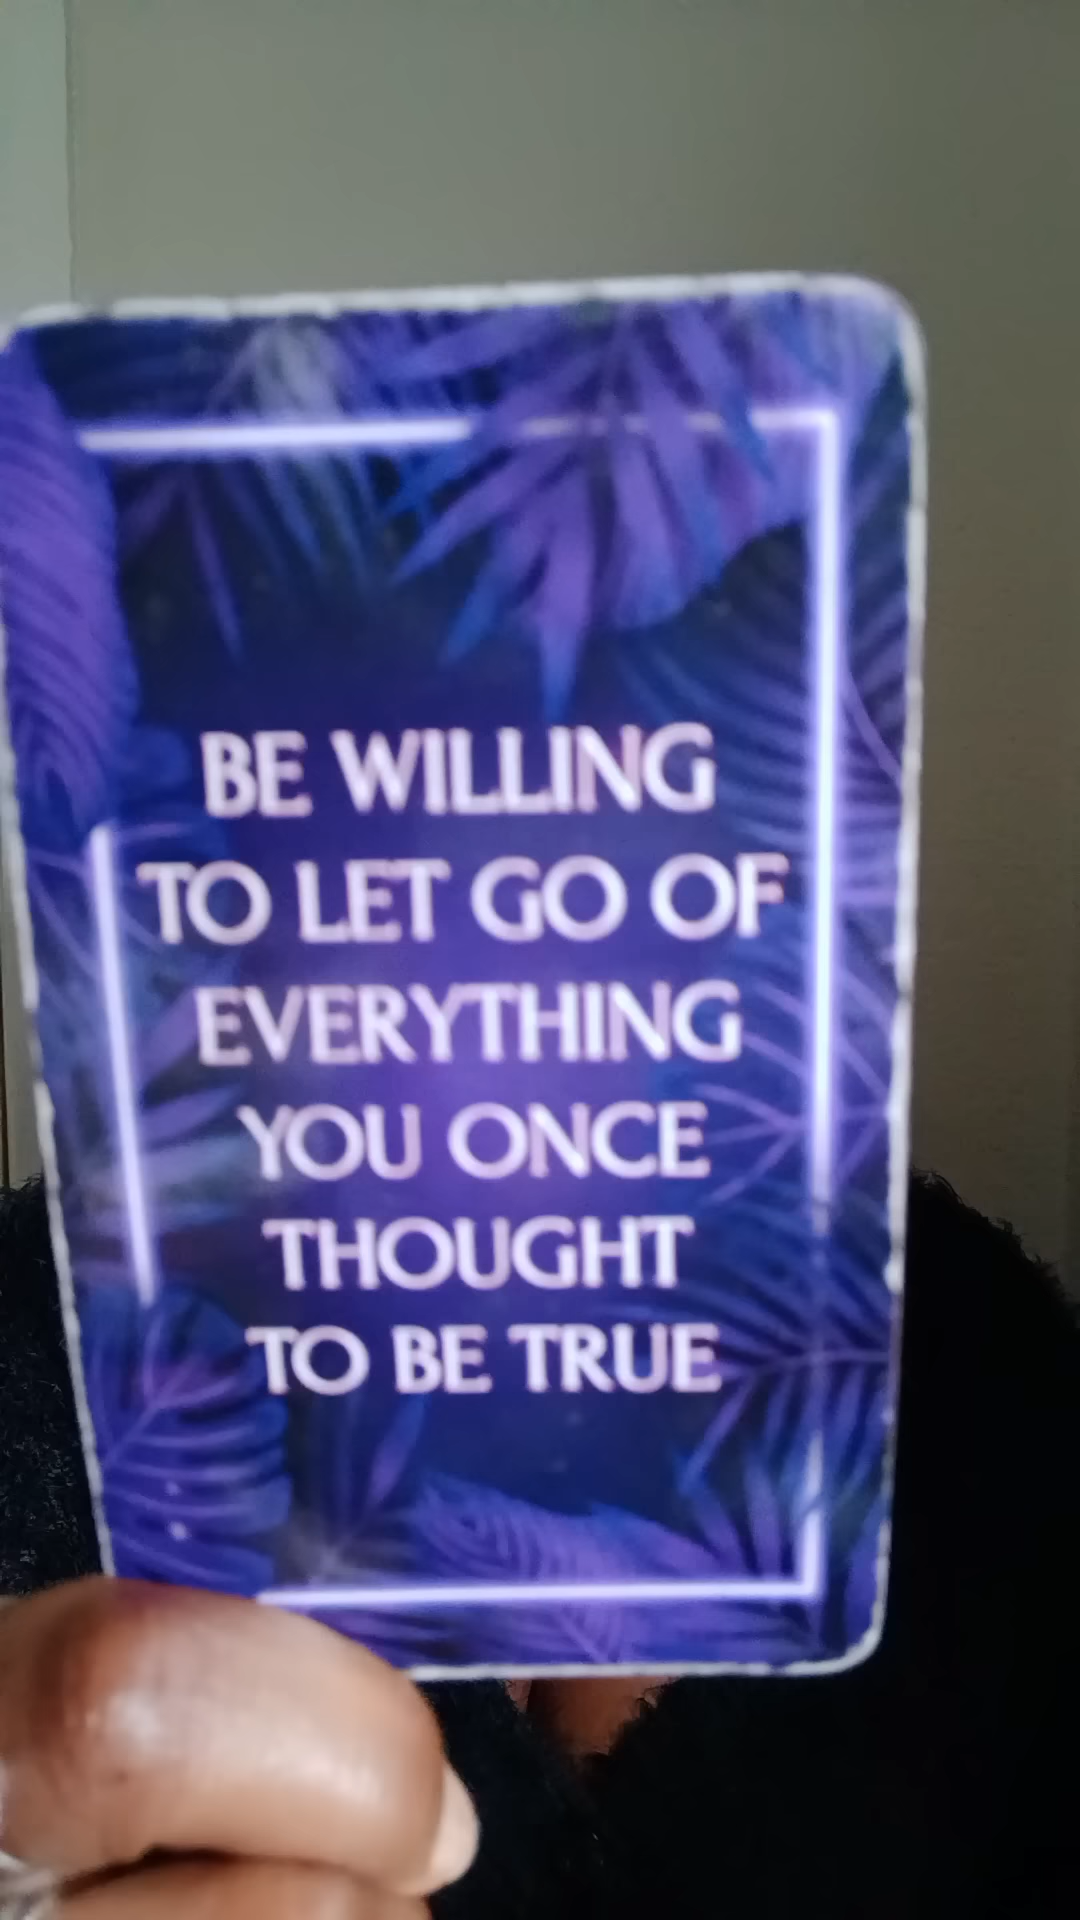 BE WILLING
TO LET GO OF
EVERYTHING
YOU ONCE
THOUGHT
TO BE TRUE